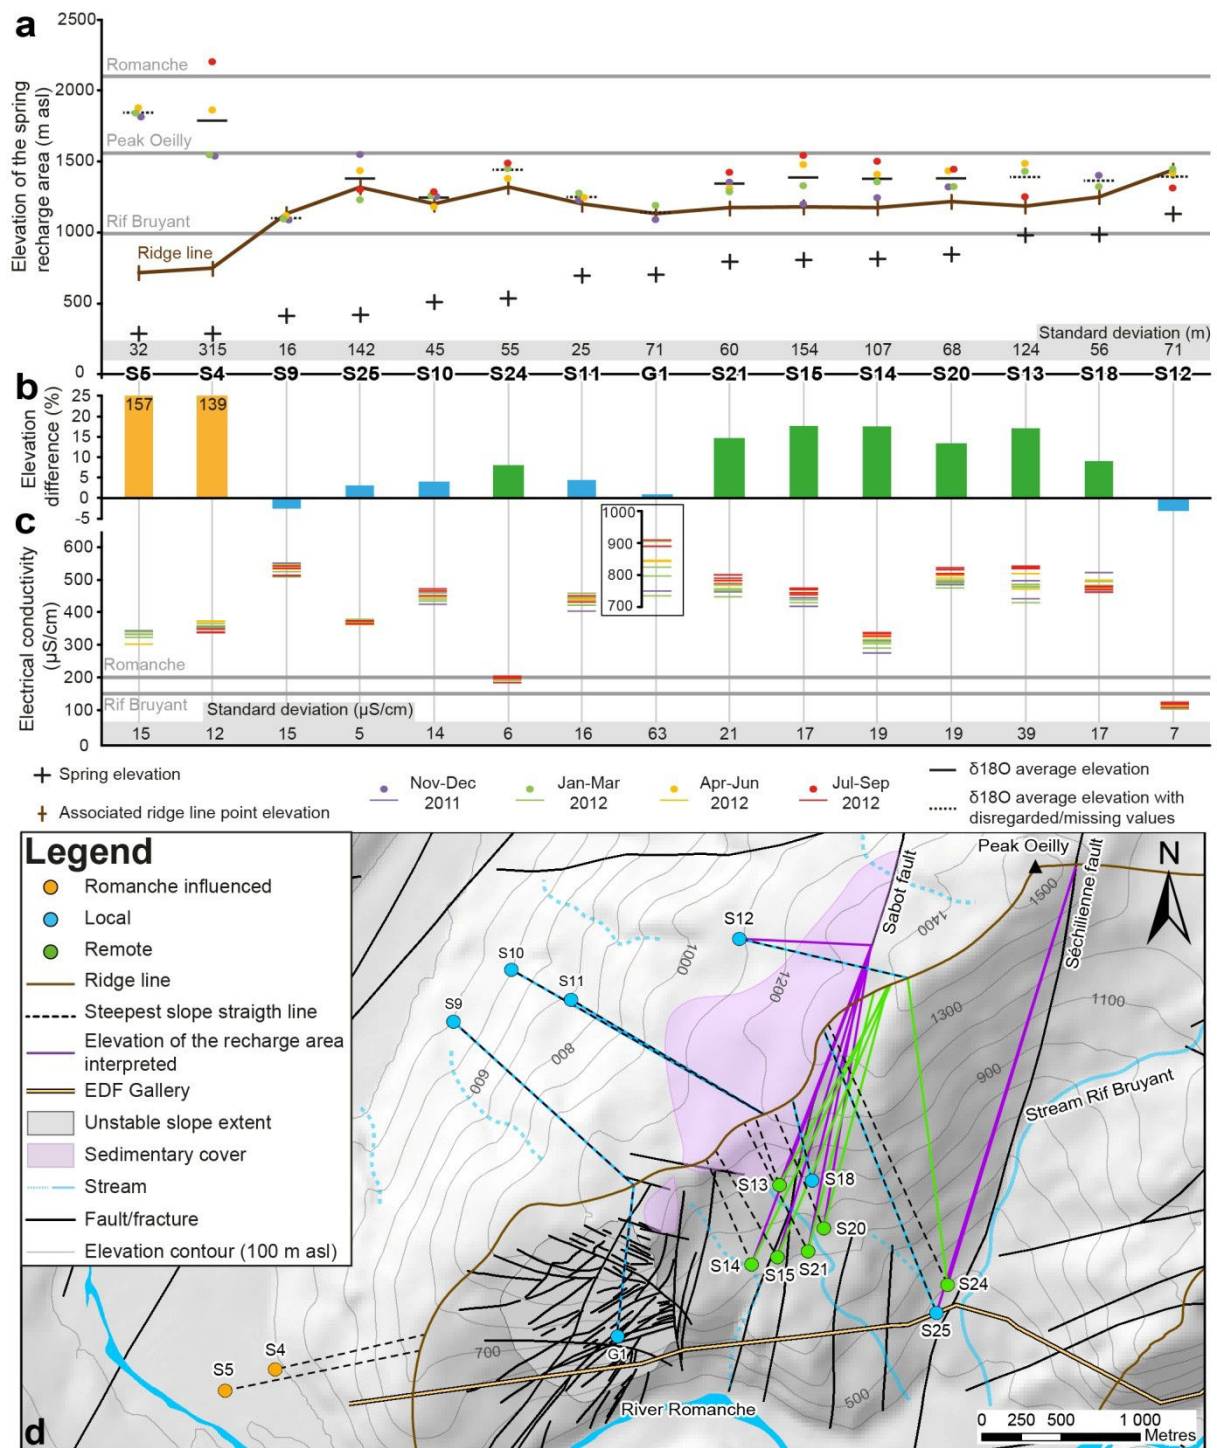 a
Elevation of the spring
recharge area (m asl)
2500
2000
1500
1000
500
0
Romanche
Peak Oeilly
Rif Bruyant
Ridge line
Standard deviation (m)
32 315 16 142 45 55 25 71 60 154 107 68 124 56 71
S5 S4 S9 S25 S10 S24 S11 G1 S21 S15 S14 S20 S13 S18 S12
b
Elevation
difference (%)
25
20
15
10
5
0
-5
157 139
c
Electrical conductivity
(µS/cm)
600
500
400
300
200
100
0
1000
900
800
700
Romanche
Rif Bruyant
Standard deviation (µS/cm)
15 12 15 5 14 6 16 63 21 17 19 19 39 17 7
Spring elevation
Associated ridge line point elevation
Nov-Dec
2011
Jan-Mar
2012
Apr-Jun
2012
Jul-Sep
2012
δ18O average elevation
δ18O average elevation with
disregarded/missing values
Legend
Romanche influenced
Local
Remote
Ridge line
Steepest slope straigth line
Elevation of the recharge area
interpreted
EDF Gallery
Unstable slope extent
Sedimentary cover
Stream
Fault/fracture
Elevation contour (100 m asl)
Peak Oeilly
N
Sabot fault
Séchilienne fault
1500
1400
S12
1000
S10
S11
1200
S9
1300
1100
800
900
600
Stream Rif Bruyant
S13
S18
S20
S14
S15
S21
S24
S25
G1
700
S4
S5
500
River Romanche
0 250 500 1 000
Metres
d